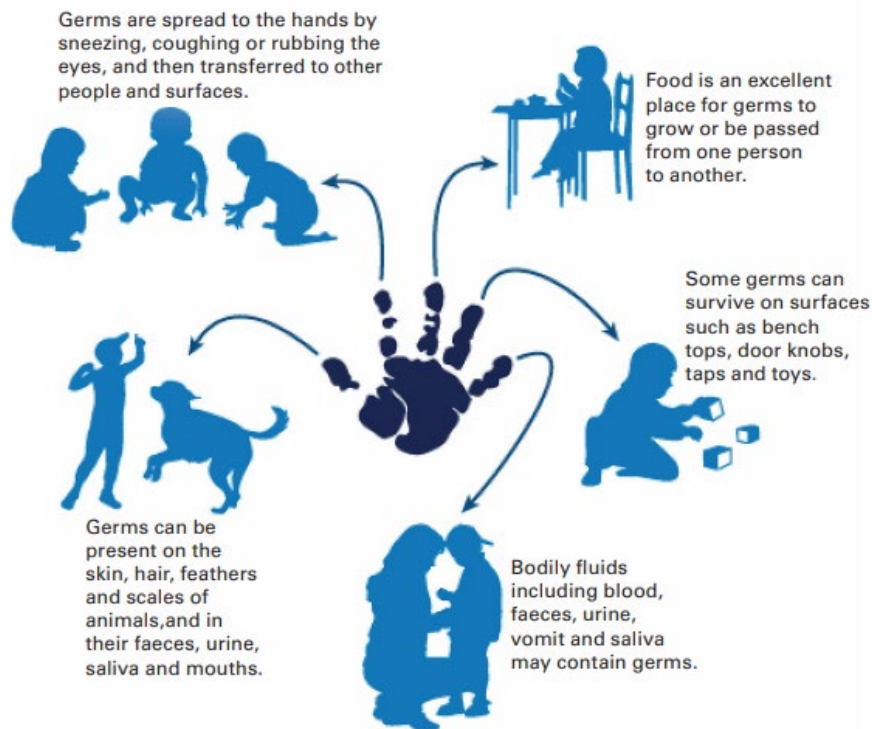 Germs are spread to the hands by
sneezing, coughing or rubbing the
eyes, and then transferred to other
people and surfaces.
Food is an excellent
place for germs to
grow or be passed
from one person
to another.
Some germs can
survive on surfaces
such as bench
tops, door knobs,
taps and toys.
Germs can be
present on the
skin, hair, feathers
and scales of
animals,and in
their faeces, urine,
saliva and mouths.
Bodily fluids
including blood,
faeces, urine,
vomit and saliva
may contain germs.